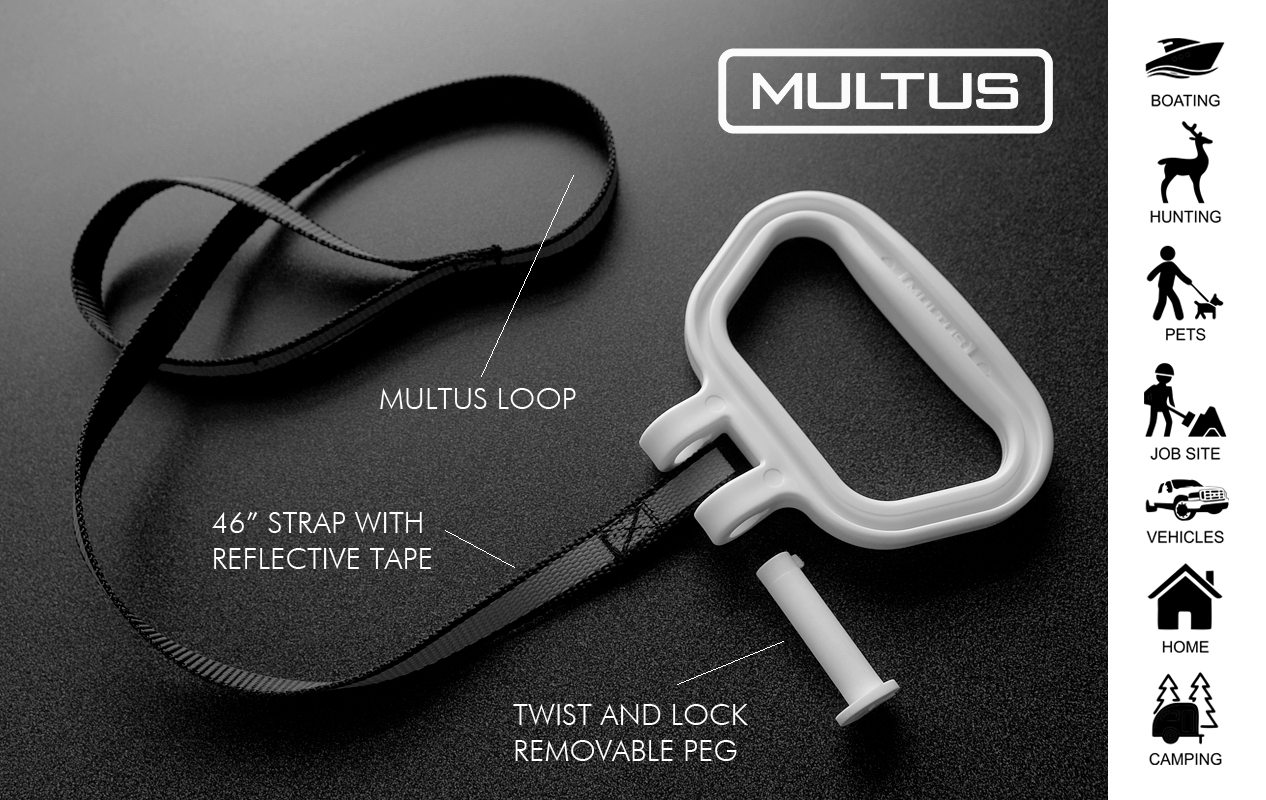 MULTUS
MULTUS
MULTUS LOOP
46” STRAP WITH
REFLECTIVE TAPE
TWIST AND LOCK
REMOVABLE PEG
BOATING
HUNTING
PETS
JOB SITE
VEHICLES
HOME
CAMPING